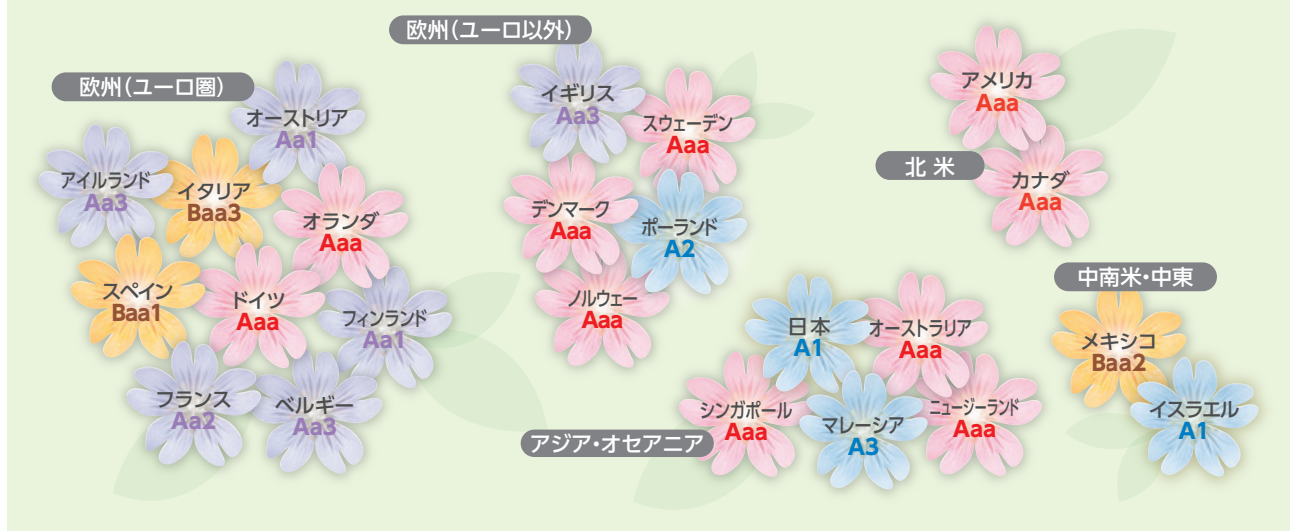 欧州(ユーロ圏)
オーストリア
Aa1
アイルランド
Aa3
イタリア
Baa3
オランダ
Aaa
スペイン
Baa1
ドイツ
Aaa
フィンランド
Aa1
フランス
Aa2
ベルギー
Aa3
欧州(ユーロ以外)
イギリス
Aa3
スウェーデン
Aaa
デンマーク
Aaa
ポーランド
A2
ノルウェー
Aaa
北 米
アメリカ
Aaa
カナダ
Aaa
アジア・オセアニア
日本
A1
オーストラリア
Aaa
シンガポール
Aaa
マレーシア
A3
ニュージーランド
Aaa
中南米・中東
メキシコ
Baa2
イスラエル
A1